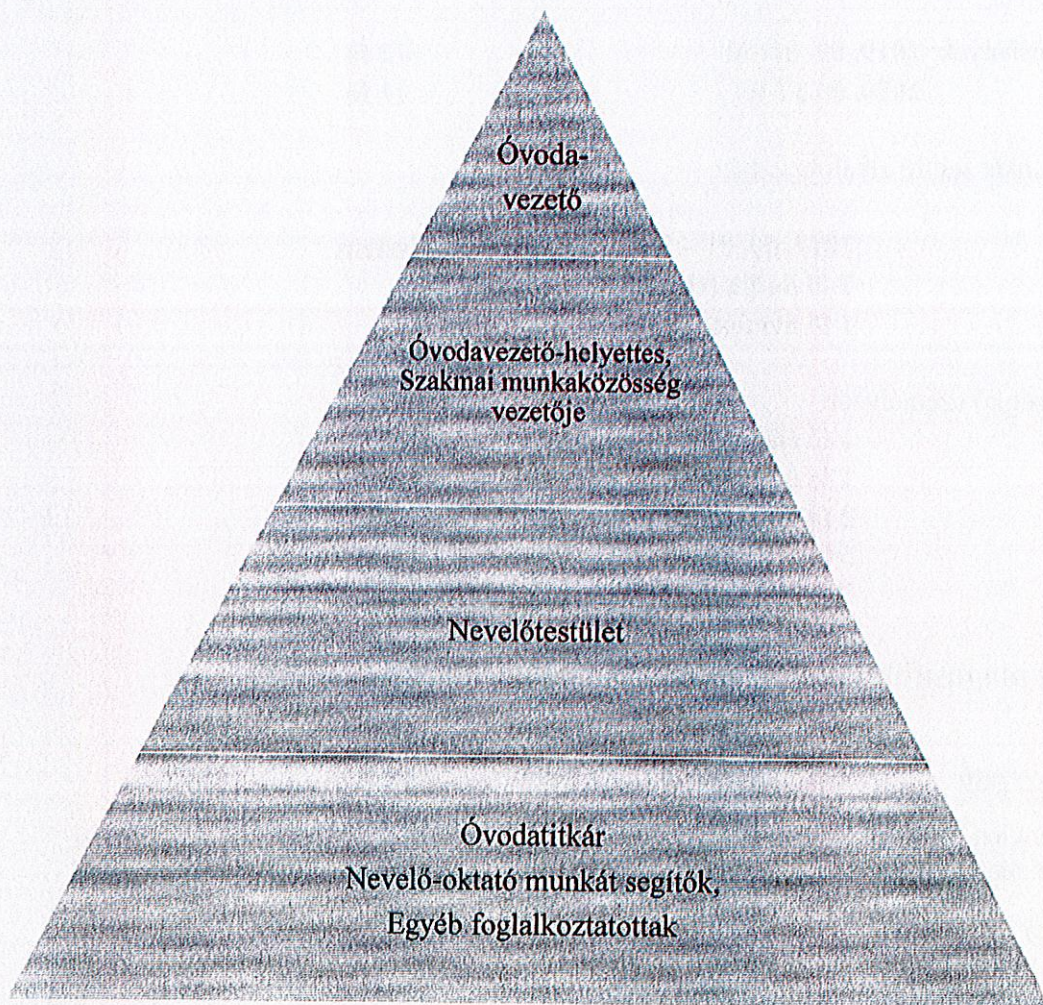 Óvoda-
vezető
Óvodavezető-helyettes,
Szakmai munkaközösség
vezetője
Nevelőtestület
Óvodatitkár
Nevelő-oktató munkát segítők,
Egyéb foglalkoztatottak